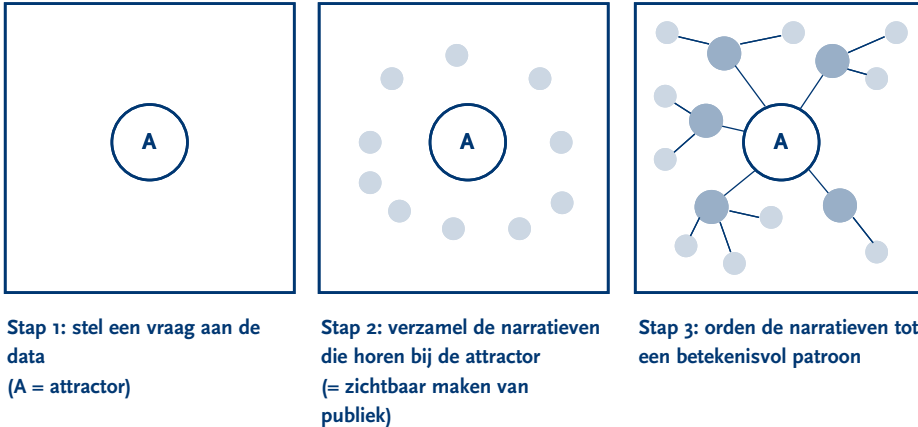 A
A
A
Stap 1: stel een vraag aan de
data
(A = attractor)
Stap 2: verzamel de narratieven
die horen bij de attractor
(= zichtbaar maken van
publiek)
Stap 3: orden de narratieven tot
een betekenisvol patroon